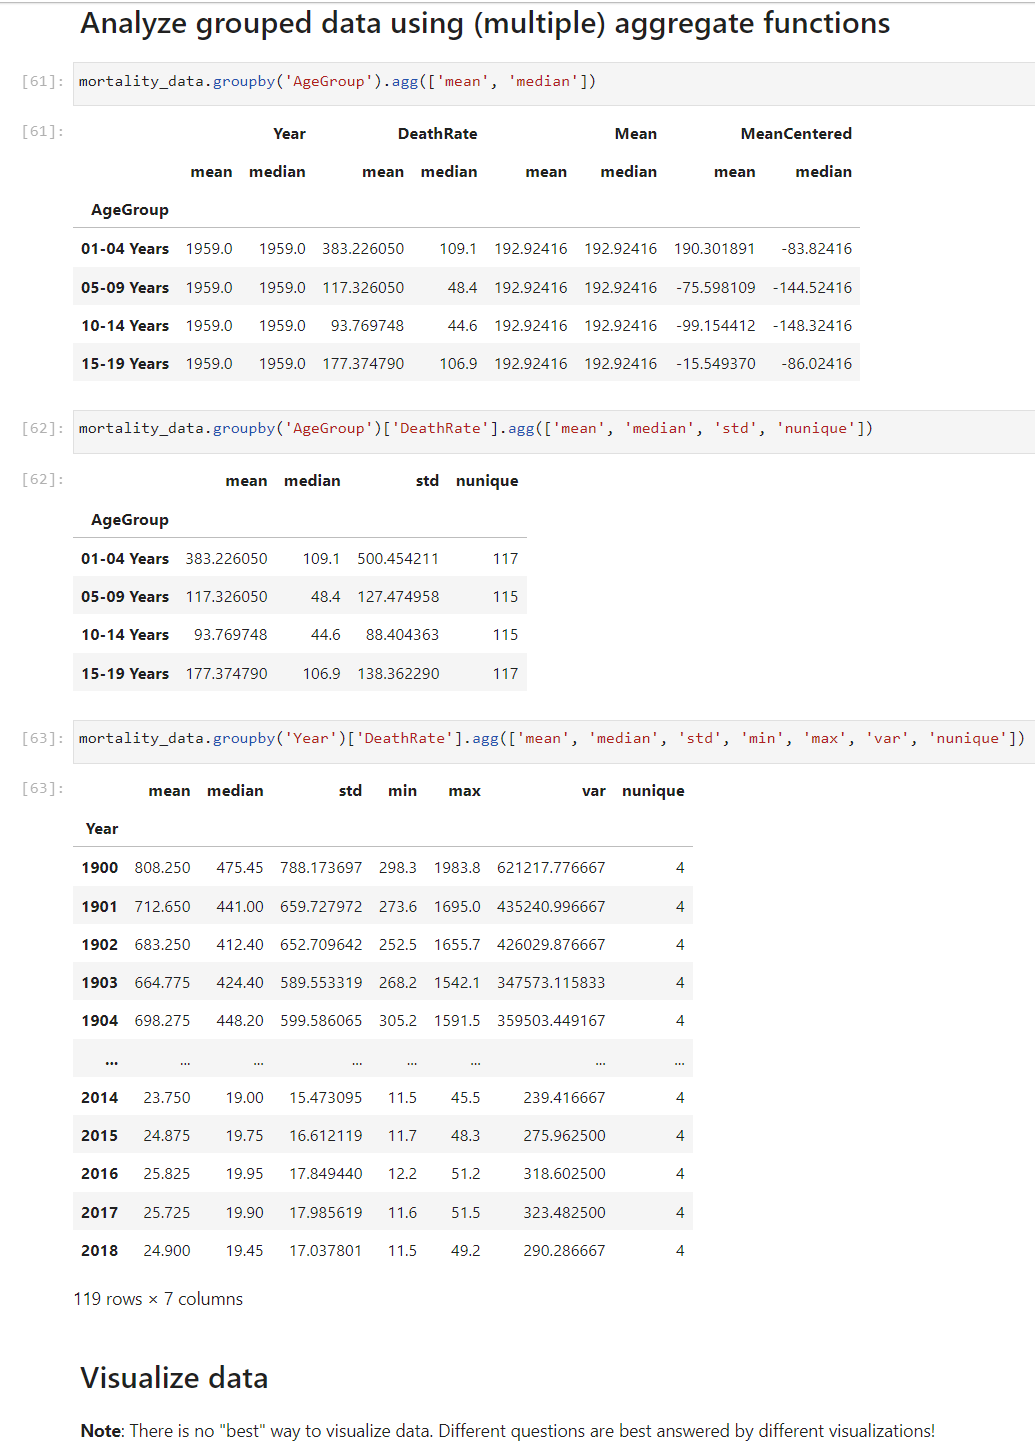 Analyze grouped data using (multiple) aggregate functions
[61]: mortality_data.groupby('AgeGroup').agg(['mean', 'median'])
[61]: Year DeathRate Mean MeanCentered
mean median mean median mean median mean median
AgeGroup
01-04 Years 1959.0 1959.0 383.226050 109.1 192.92416 192.92416 190.301891 -83.82416
05-09 Years 1959.0 1959.0 117.326050 48.4 192.92416 192.92416 -75.598109 -144.52416
10-14 Years 1959.0 1959.0 93.769748 44.6 192.92416 192.92416 -99.154412 -148.32416
15-19 Years 1959.0 1959.0 177.374790 106.9 192.92416 192.92416 -15.549370 -86.02416
[62]: mortality_data.groupby('AgeGroup')['DeathRate'].agg(['mean', 'median', 'std', 'nunique'])
[62]: mean median std nunique
AgeGroup
01-04 Years 383.226050 109.1 500.454211 117
05-09 Years 117.326050 48.4 127.474958 115
10-14 Years 93.769748 44.6 88.404363 115
15-19 Years 177.374790 106.9 138.362290 117
[63]: mortality_data.groupby('Year')['DeathRate'].agg(['mean', 'median', 'std', 'min', 'max', 'var', 'nunique'])
[63]: mean median std min max var nunique
Year
1900 808.250 475.45 788.173697 298.3 1983.8 621217.776667 4
1901 712.650 441.00 659.727972 273.6 1695.0 435240.996667 4
1902 683.250 412.40 652.709642 252.5 1655.7 426029.876667 4
1903 664.775 424.40 589.553319 268.2 1542.1 347573.115833 4
1904 698.275 448.20 599.586065 305.2 1591.5 359503.449167 4
... ... ... ... ... ... ... ...
2014 23.750 19.00 15.473095 11.5 45.5 239.416667 4
2015 24.875 19.75 16.612119 11.7 48.3 275.962500 4
2016 25.825 19.95 17.849440 12.2 51.2 318.602500 4
2017 25.725 19.90 17.985619 11.6 51.5 323.482500 4
2018 24.900 19.45 17.037801 11.5 49.2 290.286667 4
119 rows × 7 columns
Visualize data
Note: There is no "best" way to visualize data. Different questions are best answered by different visualizations!